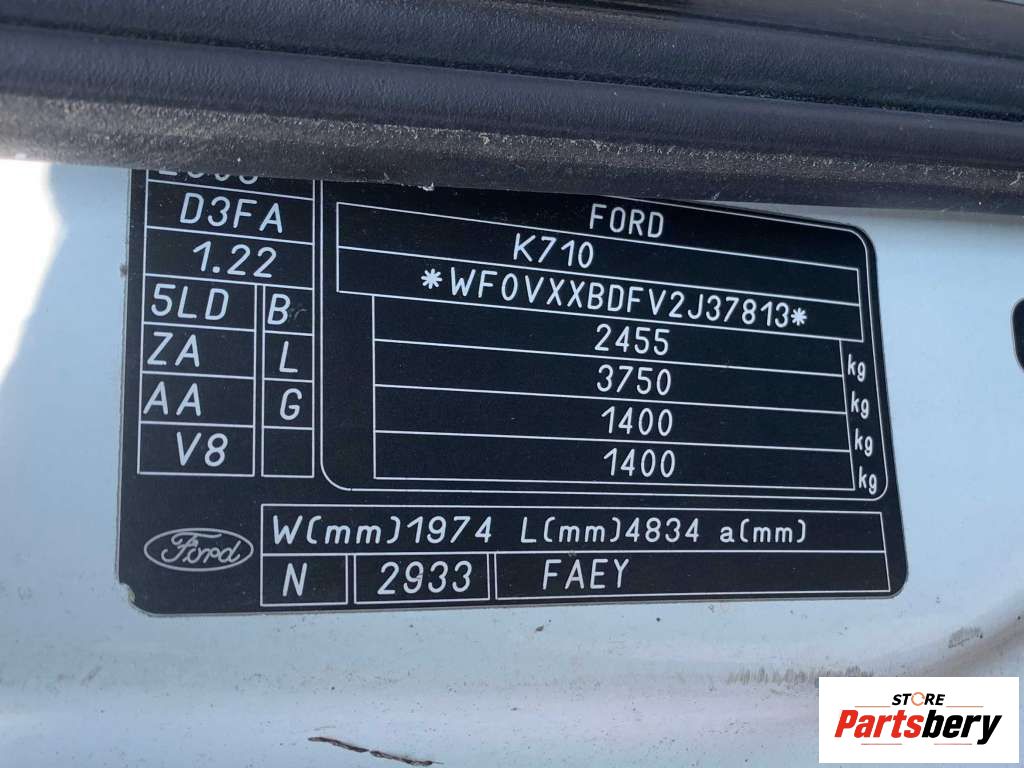 D3FA
1.22
5LD B
ZA L
AA G
V8
FORD
K710
*WF0VXXBDFV2J37813*
2455 kg
3750 kg
1400 kg
1400 kg
Ford
W(mm)1974 L(mm)4834 a(mm)
N 2933 FAEY
STORE
Partsbery